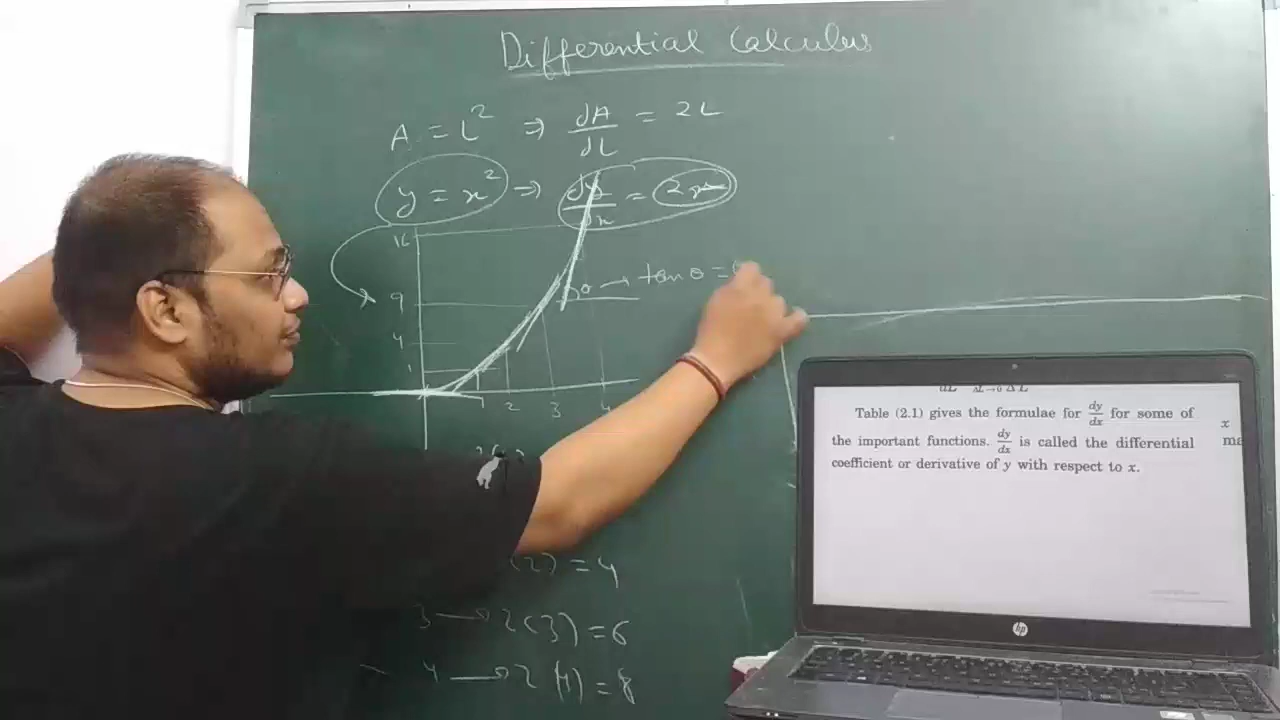 Differential Calculus
A = L² ⇒ dA/dL = 2L
y = x² ⇒ dy/dx = 2x
16
9
4
1
θ → tan θ =
1 2 3 4
(2) = 4
3 → 2(3) = 6
4 → 2(4) = 8
Table (2.1) gives the formulae for dy/dx for some of
the important functions. dy/dx is called the differential
coefficient or derivative of y with respect to x.
x
hp